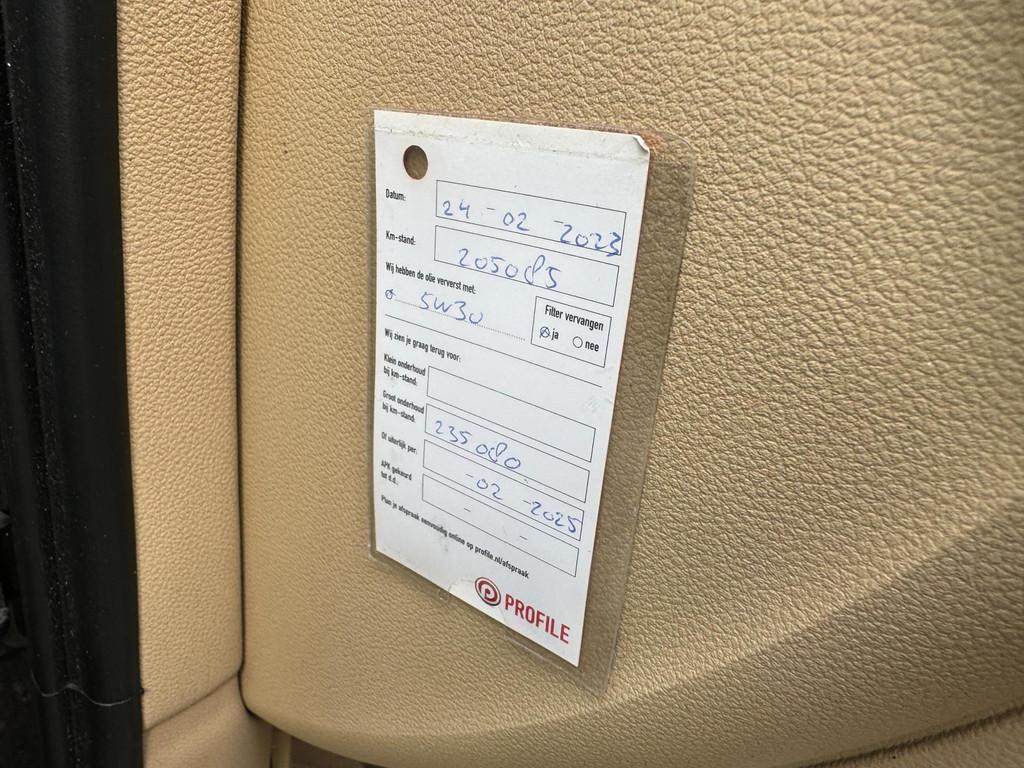 Datum: 24-02-2023
Km-stand: 205085
Wij hebben de olie ververst met:
5W30
Filter vervangen
ja nee
Wij zien je graag terug voor:
Klein onderhoud
bij km-stand:
Groot onderhoud
bij km-stand: 235080
Of uiterlijk per: -02-2025
APK gekeurd
tot d.d.: - -
Plan je afspraak eenvoudig online op profile.nl/afspraak
PROFILE